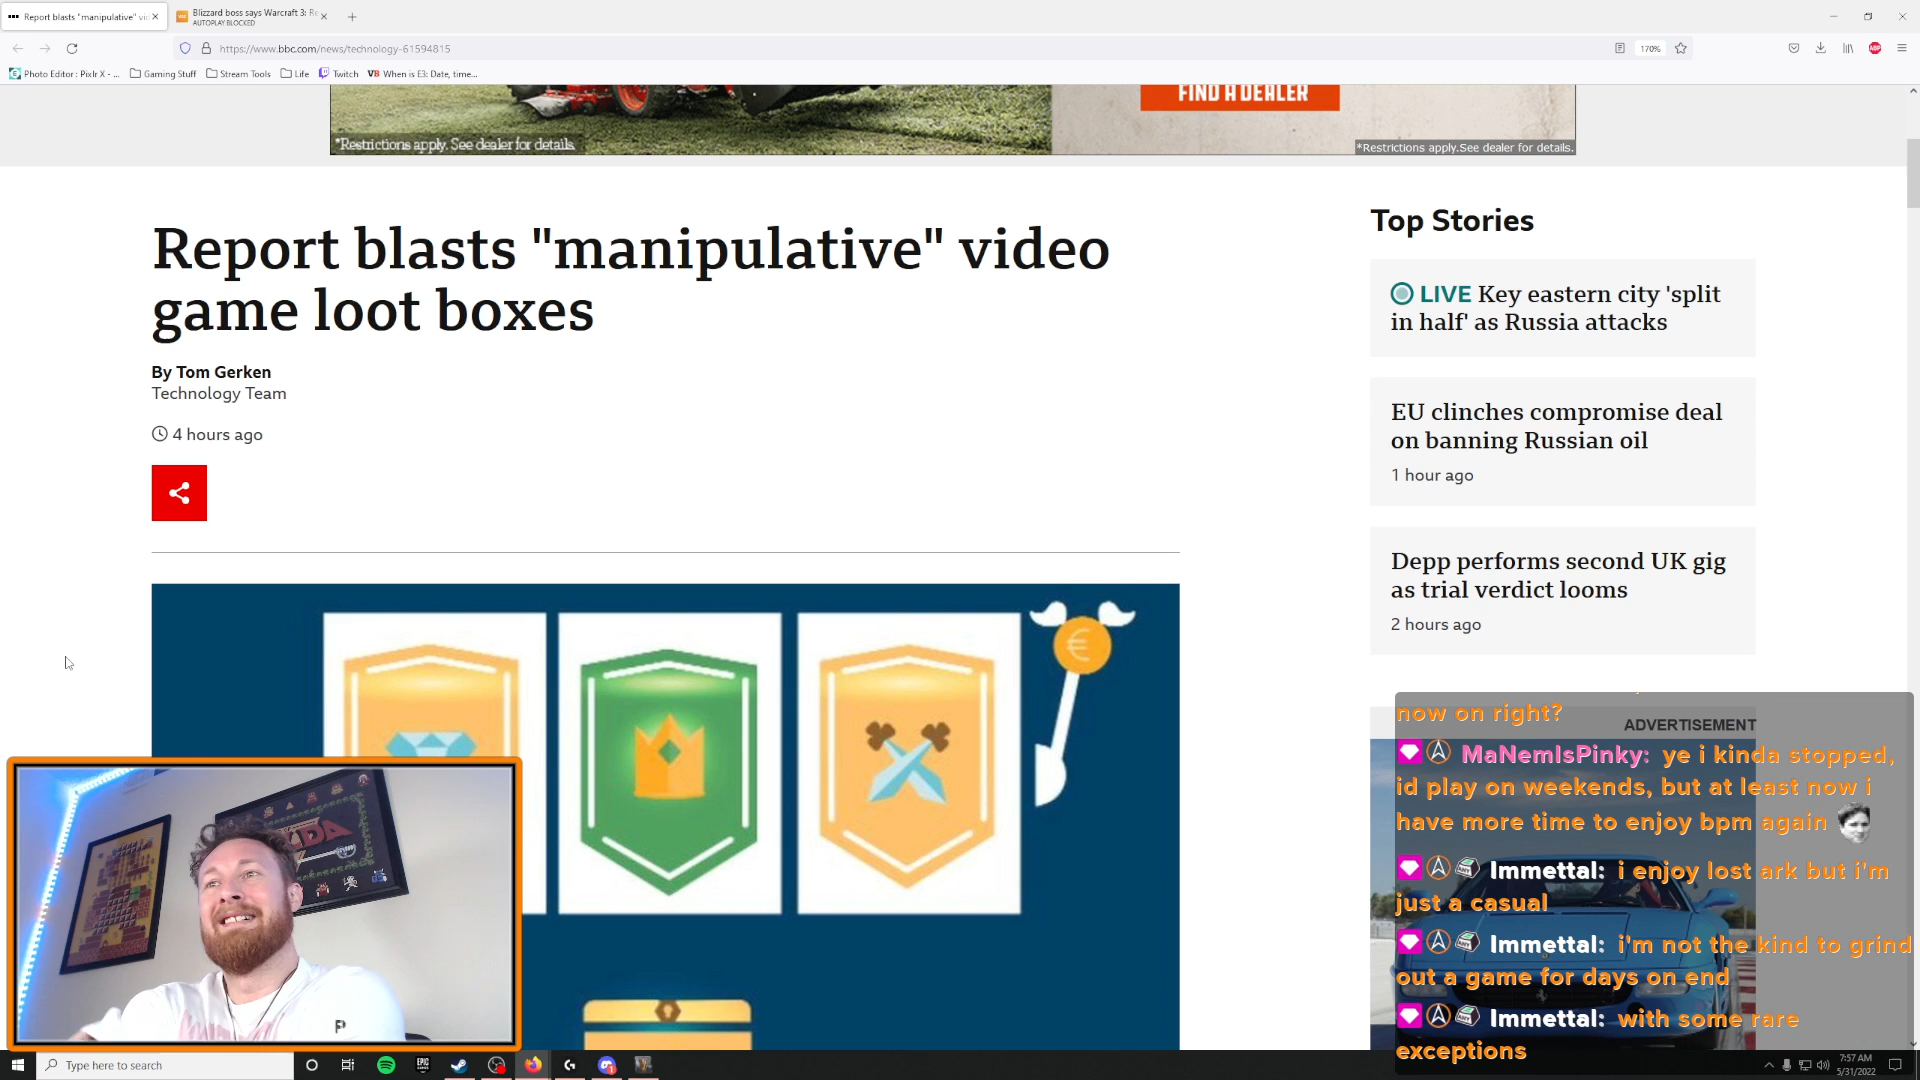 Report blasts "manipulative" vi
Blizzard boss says Warcraft 3: Re
AUTOPLAY BLOCKED
https://www.bbc.com/news/technology-61594815
170%
ABP
Photo Editor : Pixlr X - ...
Gaming Stuff
Stream Tools
Life
Twitch
VB When is E3: Date, time...
FIND A DEALER
*Restrictions apply. See dealer for details.
*Restrictions apply.See dealer for details.
Report blasts "manipulative" video
game loot boxes
By Tom Gerken
Technology Team
4 hours ago
Top Stories
LIVE Key eastern city 'split
in half' as Russia attacks
EU clinches compromise deal
on banning Russian oil
1 hour ago
Depp performs second UK gig
as trial verdict looms
2 hours ago
ADVERTISEMENT
€
now on right?
MaNemIsPinky: ye i kinda stopped,
id play on weekends, but at least now i
have more time to enjoy bpm again
Immettal: i enjoy lost ark but i'm
just a casual
Immettal: i'm not the kind to grind
out a game for days on end
Immettal: with some rare
exceptions
Type here to search
EPIC
7:57 AM
5/31/2022